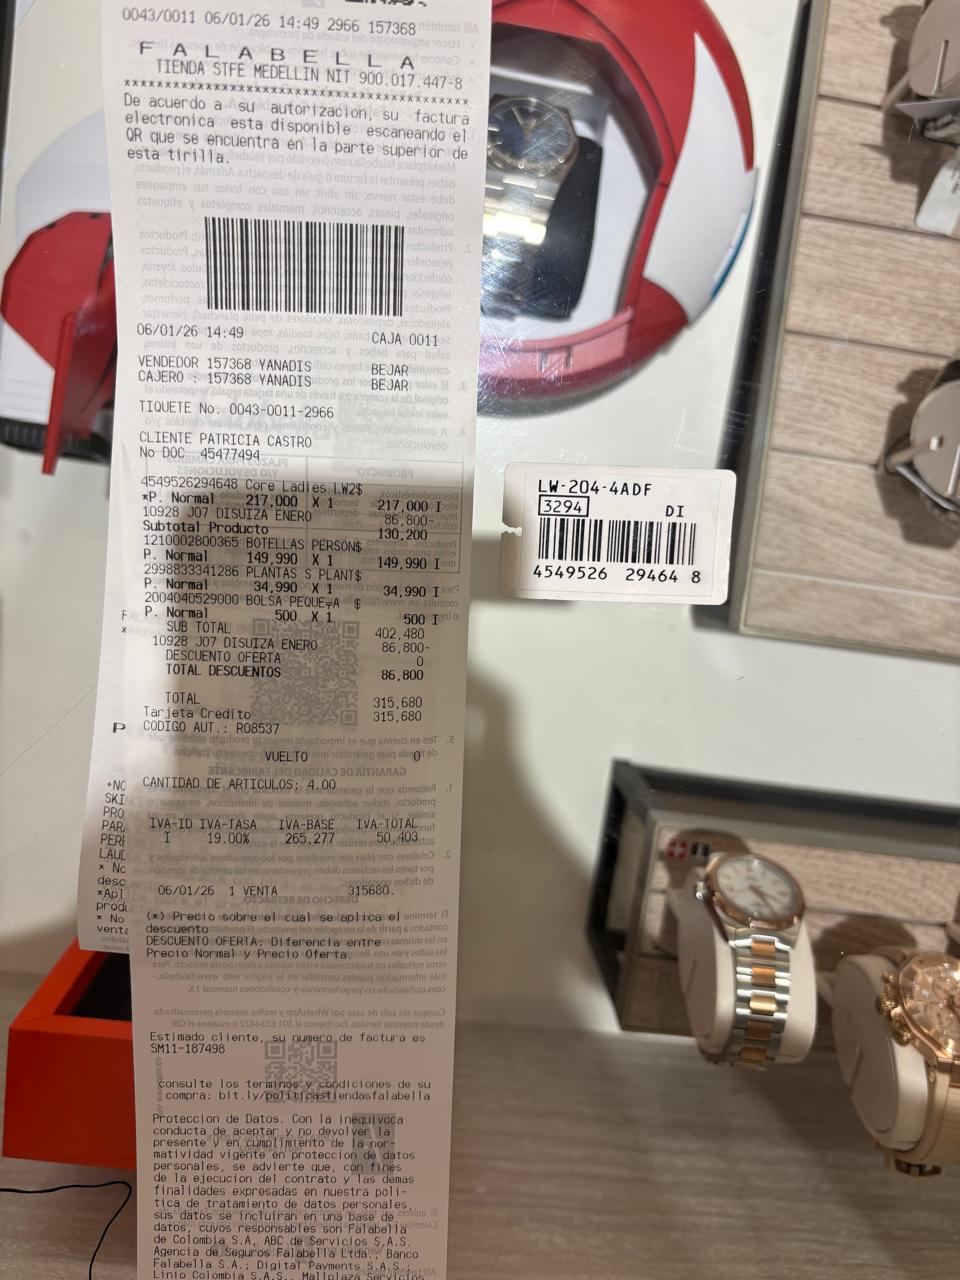 0043/0011 06/01/26 14:49 2966 157368
F A L A B E L L A
TIENDA STFE MEDELLIN NIT 900.017.447-8
****************************************
De acuerdo a su autorizacion, su factura
electronica esta disponible escaneando el
QR que se encuentra en la parte superior de
esta tirilla.
06/01/26 14:49 CAJA 0011
VENDEDOR 157368 YANADIS BEJAR
CAJERO : 157368 YANADIS BEJAR
TIQUETE No. 0043-0011-2966
CLIENTE PATRICIA CASTRO
No DOC 45477494
4549526294648 Core Ladies LW2$
*P. Normal 217,000 X 1 217,000 I
10928 J07 DISUIZA ENERO 86,800-
Subtotal Producto 130,200
1210002800365 BOTELLAS PERSON$
P. Normal 149,990 X 1 149,990 I
2998833341286 PLANTAS S PLANT$
P. Normal 34,990 X 1 34,990 I
2004040529000 BOLSA PEQUE╤A $
P. Normal 500 X 1 500 I
SUB TOTAL 402,480
10928 J07 DISUIZA ENERO 86,800-
DESCUENTO OFERTA 0
TOTAL DESCUENTOS 86,800
TOTAL 315,680
Tarjeta Credito 315,680
CODIGO AUT.: R08537
VUELTO 0
CANTIDAD DE ARTICULOS: 4.00
IVA-ID IVA-TASA IVA-BASE IVA-TOTAL
I 19.00% 265,277 50,403
06/01/26 1 VENTA 315680.
(*) Precio sobre el cual se aplica el
descuento
DESCUENTO OFERTA: Diferencia entre
Precio Normal y Precio Oferta.
Estimado cliente, su numero de factura es
SM11-187498
consulte los terminos y condiciones de su
compra: bit.ly/politicastiendasfalabella
Proteccion de Datos. Con la inequivoca
conducta de aceptar y no devolver la
presente y en cumplimiento de la nor-
matividad vigente en proteccion de datos
personales, se advierte que, con fines
de la ejecucion del contrato y las demas
finalidades expresadas en nuestra poli-
tica de tratamiento de datos personales,
sus datos se incluiran en una base de
datos, cuyos responsables son Falabella
de Colombia S.A, ABC de Servicios S.A.S.
Agencia de Seguros Falabella Ltda.; Banco
Falabella S.A.; Digital Payments S.A.S.;
Linio Colombia S.A.S., Mallplaza Servicios
LW-204-4ADF
3294 DI
4549526 29464 8